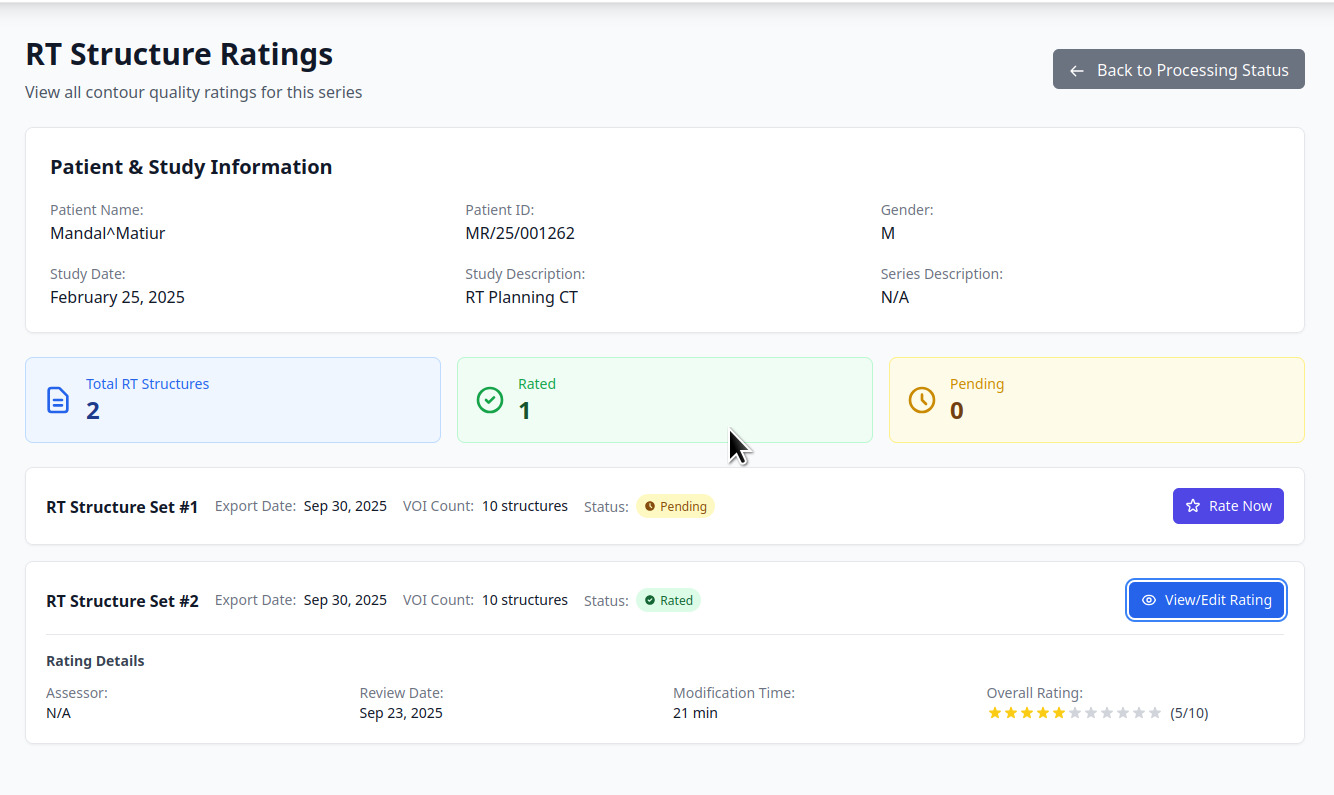 RT Structure Ratings
View all contour quality ratings for this series
← Back to Processing Status
Patient & Study Information
Patient Name: Patient ID: Gender:
Mandal^Matiur MR/25/001262 M
Study Date: Study Description: Series Description:
February 25, 2025 RT Planning CT N/A
Total RT Structures Rated Pending
2 1 0
RT Structure Set #1 Export Date: Sep 30, 2025 VOI Count: 10 structures Status: Pending Rate Now
RT Structure Set #2 Export Date: Sep 30, 2025 VOI Count: 10 structures Status: Rated View/Edit Rating
Rating Details
Assessor: Review Date: Modification Time: Overall Rating:
N/A Sep 23, 2025 21 min (5/10)